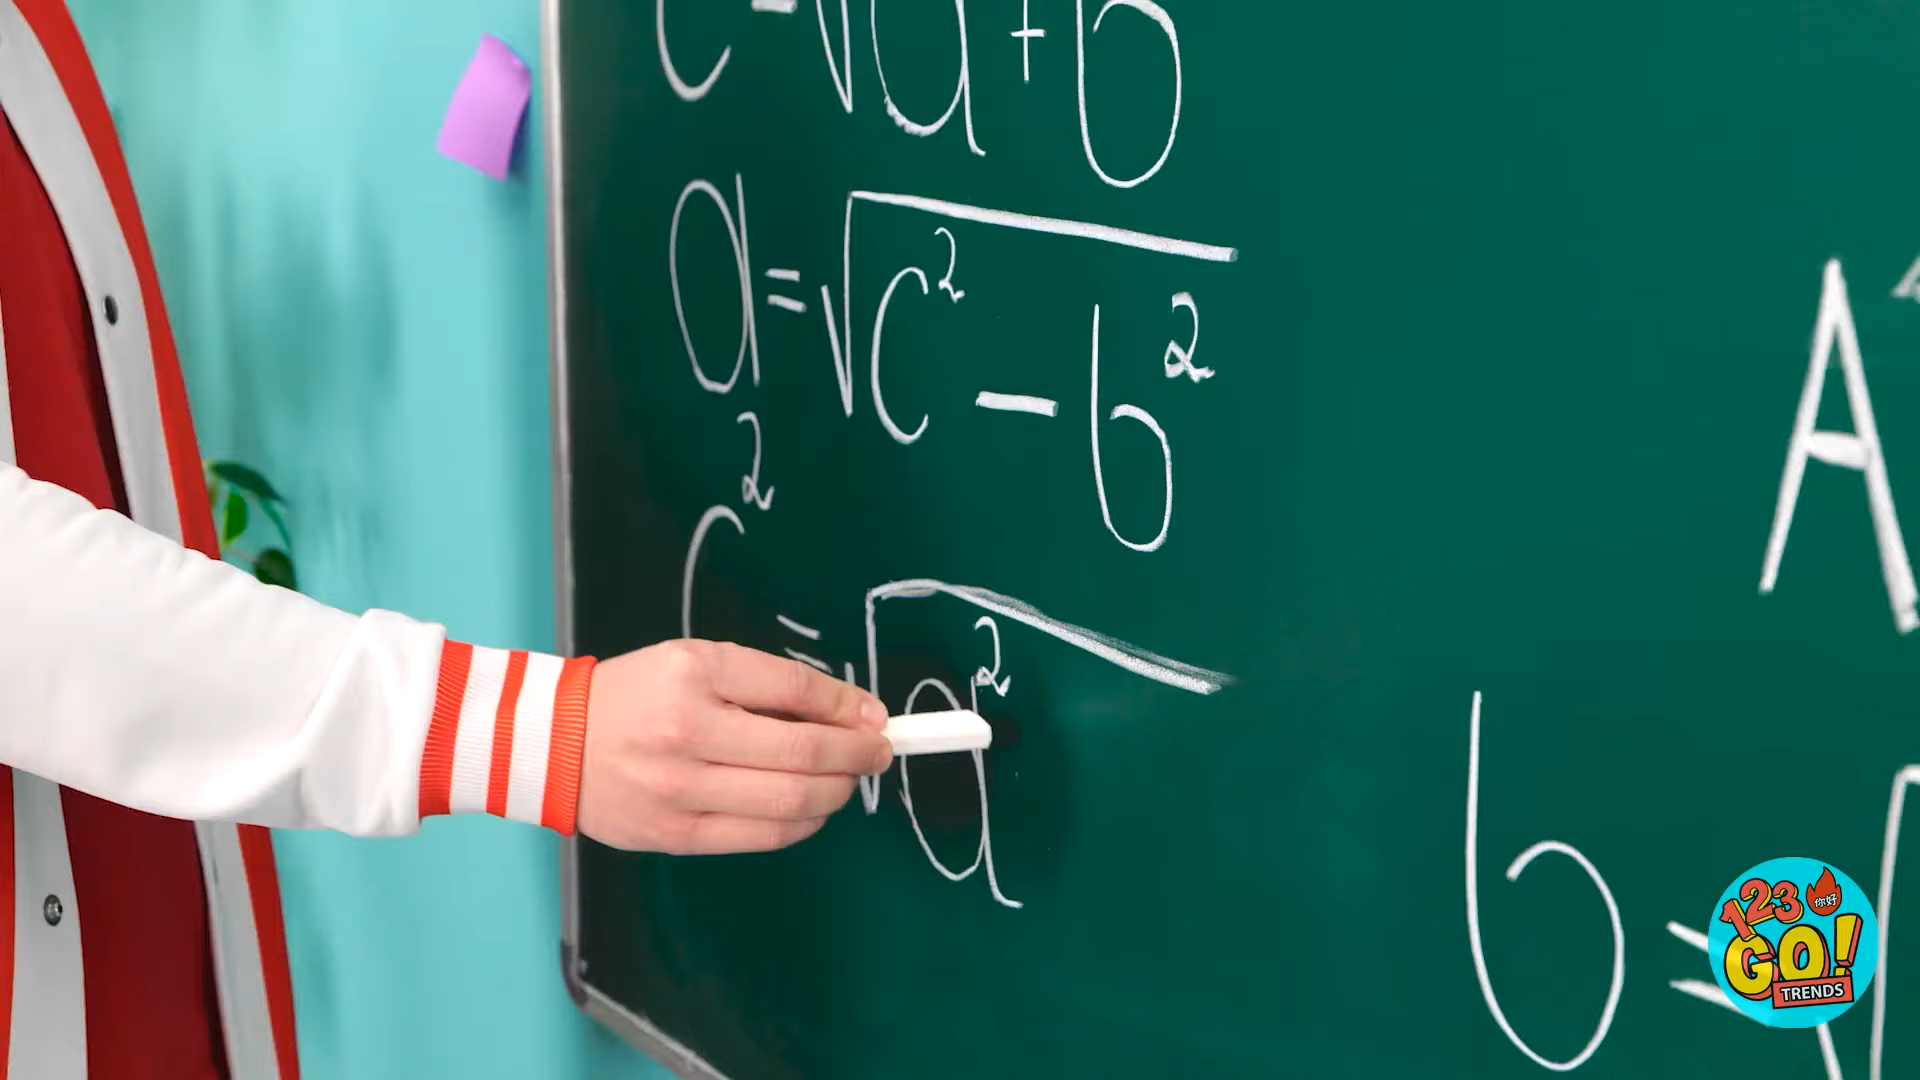 c = √a + b
a = √c² - b²
c² = √a²
A
b =
123
你好
GO!
TRENDS